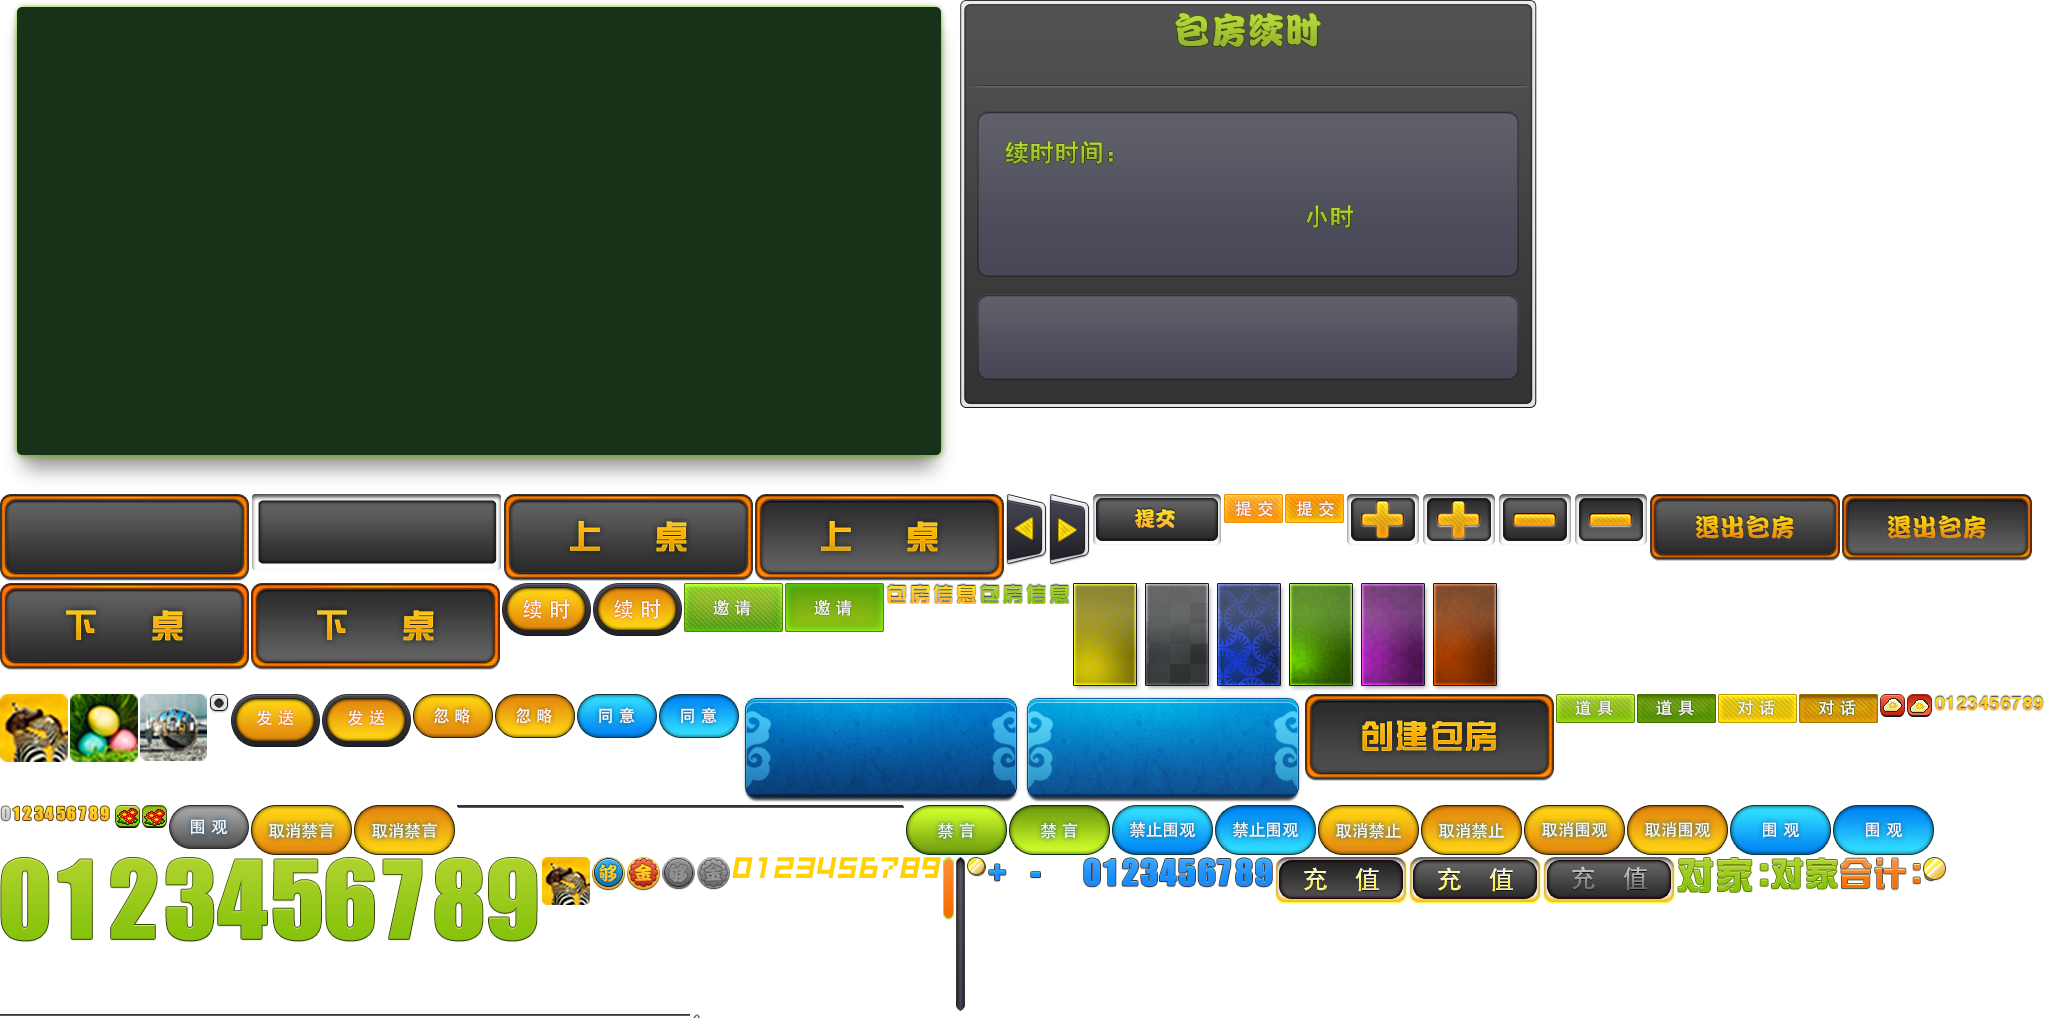 包房续时
续时时间：
小时
上 桌
上 桌
提交
提 交
提 交
退出包房
退出包房
下 桌
下 桌
续 时
续 时
邀 请
邀 请
包房信息
包房信息
发 送
发 送
忽 略
忽 略
同 意
同 意
创建包房
道 具
道 具
对 话
对 话
0123456789
0123456789
围 观
取消禁言
取消禁言
禁 言
禁 言
禁止围观
禁止围观
取消禁止
取消禁止
取消围观
取消围观
围 观
围 观
0123456789
够
金
够
金
0123456789
+ -
0123456789
充 值
充 值
充 值
对家:
对家
合计: